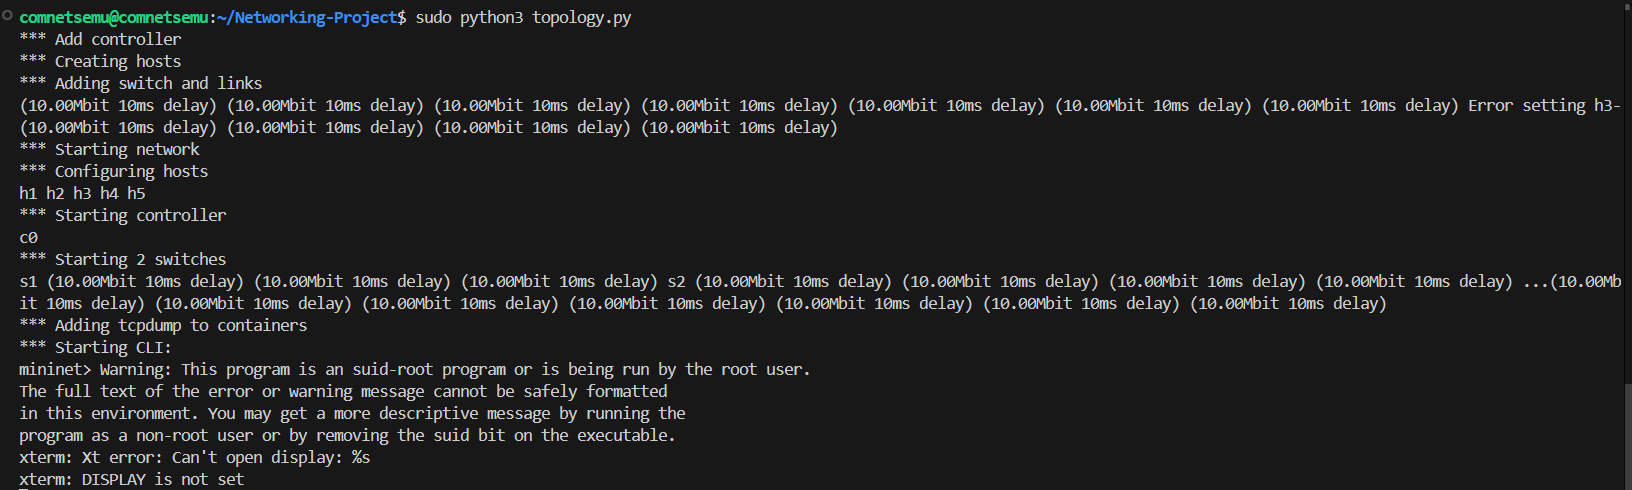 comnetsemu@comnetsemu:~/Networking-Project$ sudo python3 topology.py
*** Add controller
*** Creating hosts
*** Adding switch and links
(10.00Mbit 10ms delay) (10.00Mbit 10ms delay) (10.00Mbit 10ms delay) (10.00Mbit 10ms delay) (10.00Mbit 10ms delay) (10.00Mbit 10ms delay) (10.00Mbit 10ms delay) Error setting h3-
(10.00Mbit 10ms delay) (10.00Mbit 10ms delay) (10.00Mbit 10ms delay) (10.00Mbit 10ms delay)
*** Starting network
*** Configuring hosts
h1 h2 h3 h4 h5
*** Starting controller
c0
*** Starting 2 switches
s1 (10.00Mbit 10ms delay) (10.00Mbit 10ms delay) (10.00Mbit 10ms delay) s2 (10.00Mbit 10ms delay) (10.00Mbit 10ms delay) (10.00Mbit 10ms delay) (10.00Mbit 10ms delay) ...(10.00Mb
it 10ms delay) (10.00Mbit 10ms delay) (10.00Mbit 10ms delay) (10.00Mbit 10ms delay) (10.00Mbit 10ms delay) (10.00Mbit 10ms delay) (10.00Mbit 10ms delay)
*** Adding tcpdump to containers
*** Starting CLI:
mininet> Warning: This program is an suid-root program or is being run by the root user.
The full text of the error or warning message cannot be safely formatted
in this environment. You may get a more descriptive message by running the
program as a non-root user or by removing the suid bit on the executable.
xterm: Xt error: Can't open display: %s
xterm: DISPLAY is not set